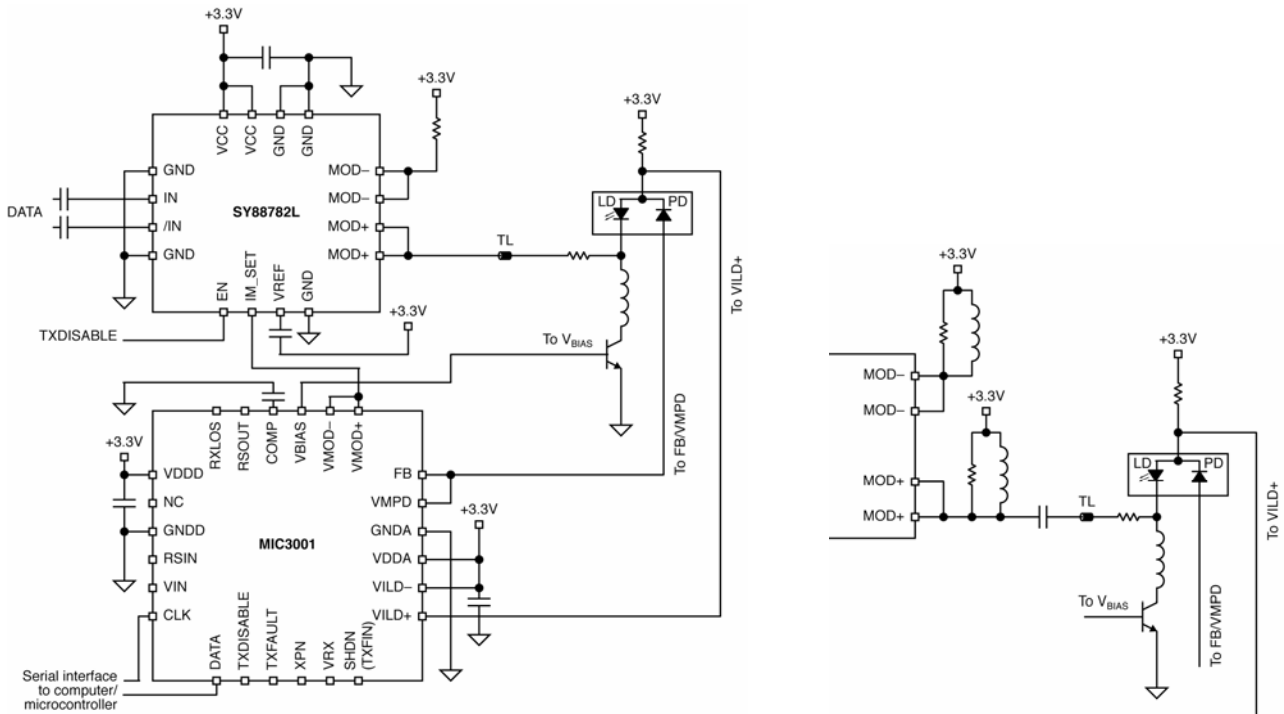 +3.3V
+3.3V
+3.3V
VCC
VCC
GND
GND
GND
IN
/IN
GND
DATA
SY88782L
MOD–
MOD–
MOD+
MOD+
EN
IM_SET
VREF
GND
TXDISABLE
+3.3V
TL
LD
PD
To VBIAS
To VILD+
To FB/VMPD
+3.3V
RXLOS
RSOUT
COMP
VBIAS
VMOD–
VMOD+
VDDD
NC
GNDD
RSIN
VIN
CLK
MIC3001
FB
VMPD
GNDA
VDDA
VILD–
VILD+
+3.3V
DATA
TXDISABLE
TXFAULT
XPN
VRX
SHDN
(TXFIN)
Serial interface
to computer/
microcontroller
+3.3V
+3.3V
+3.3V
MOD–
MOD–
MOD+
MOD+
TL
LD
PD
To VBIAS
To FB/VMPD
To VILD+